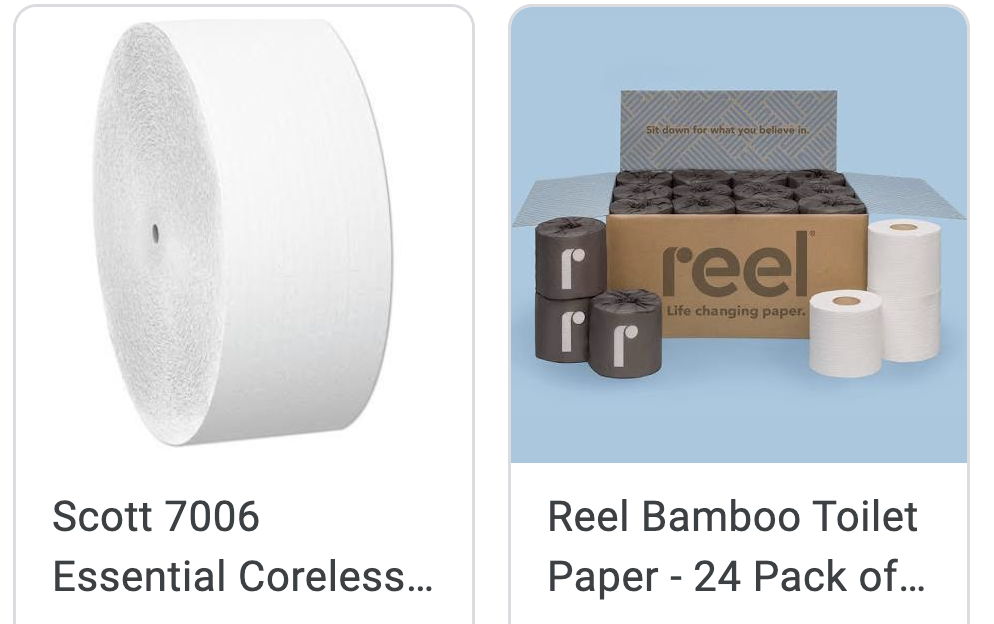 Sit down for what you believe in.
reel
Life changing paper.
r
r
r
Scott 7006
Essential Coreless...
Reel Bamboo Toilet
Paper - 24 Pack of...